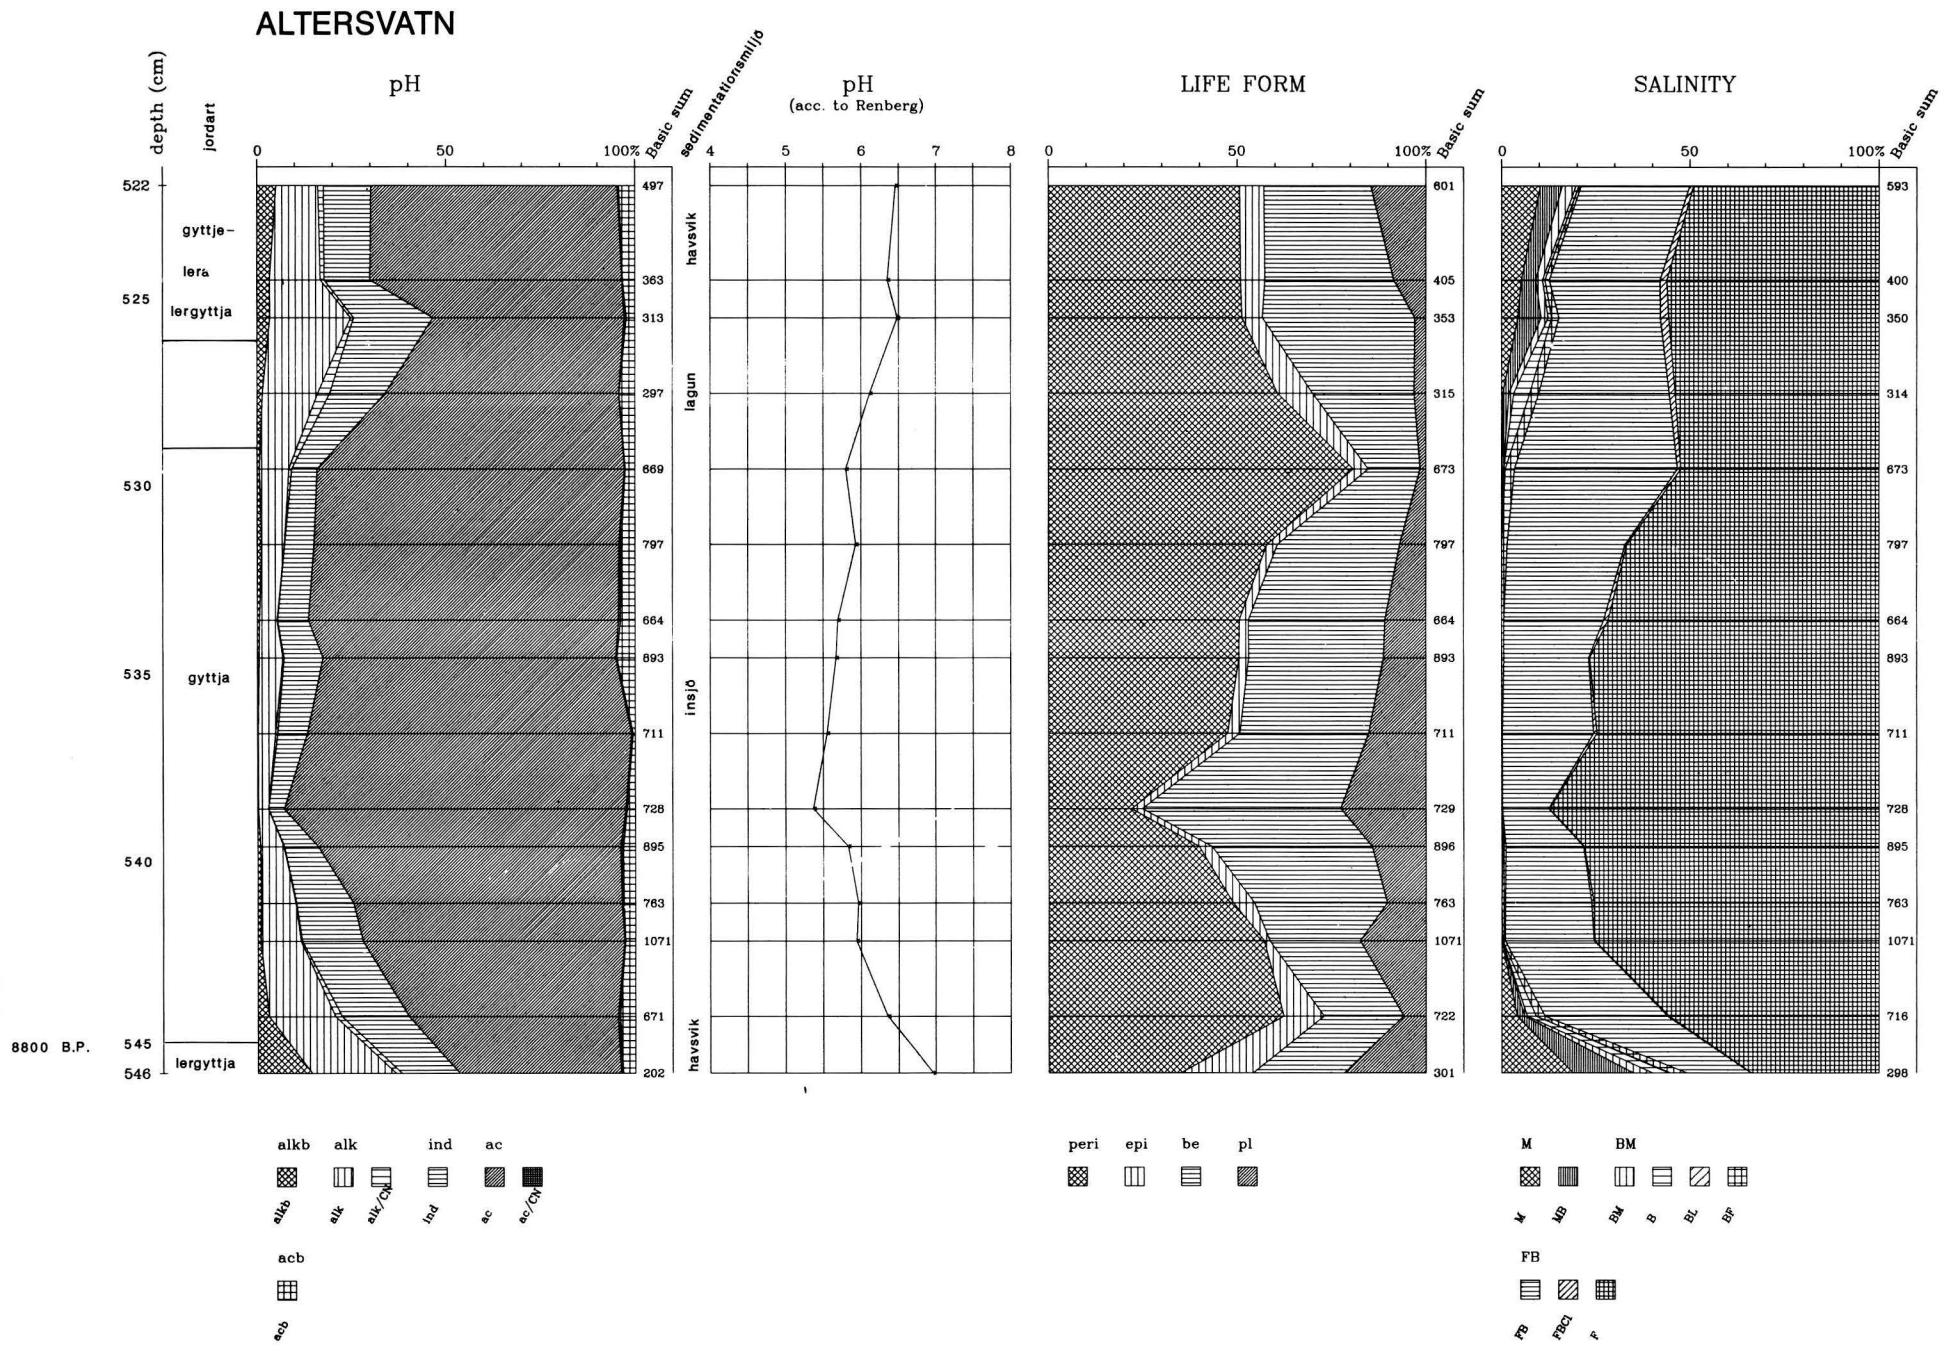 ALTERSVATN
depth (cm)
jordart
pH
Basic sum
sedimentationsmiljö
pH
(acc. to Renberg)
LIFE FORM
Basic sum
SALINITY
Basic sum
0 50 100%
4 5 6 7 8
0 50 100%
0 50 100%
522
525
530
535
540
545
546
8800 B.P.
gyttje-
lera
lergyttja
gyttja
lergyttja
497
363
313
297
869
797
664
893
711
728
895
763
1071
671
202
havsvik
lagun
insjö
havsvik
601
405
353
315
673
797
664
893
711
729
896
763
1071
722
301
593
400
350
314
673
797
664
893
711
728
895
763
1071
716
298
alkb alk ind ac
alkb alk alk/CN ind ac ac/CN
acb
acb
peri epi be pl
M BM
M MB BM B BL BF
FB
FB FBCl F